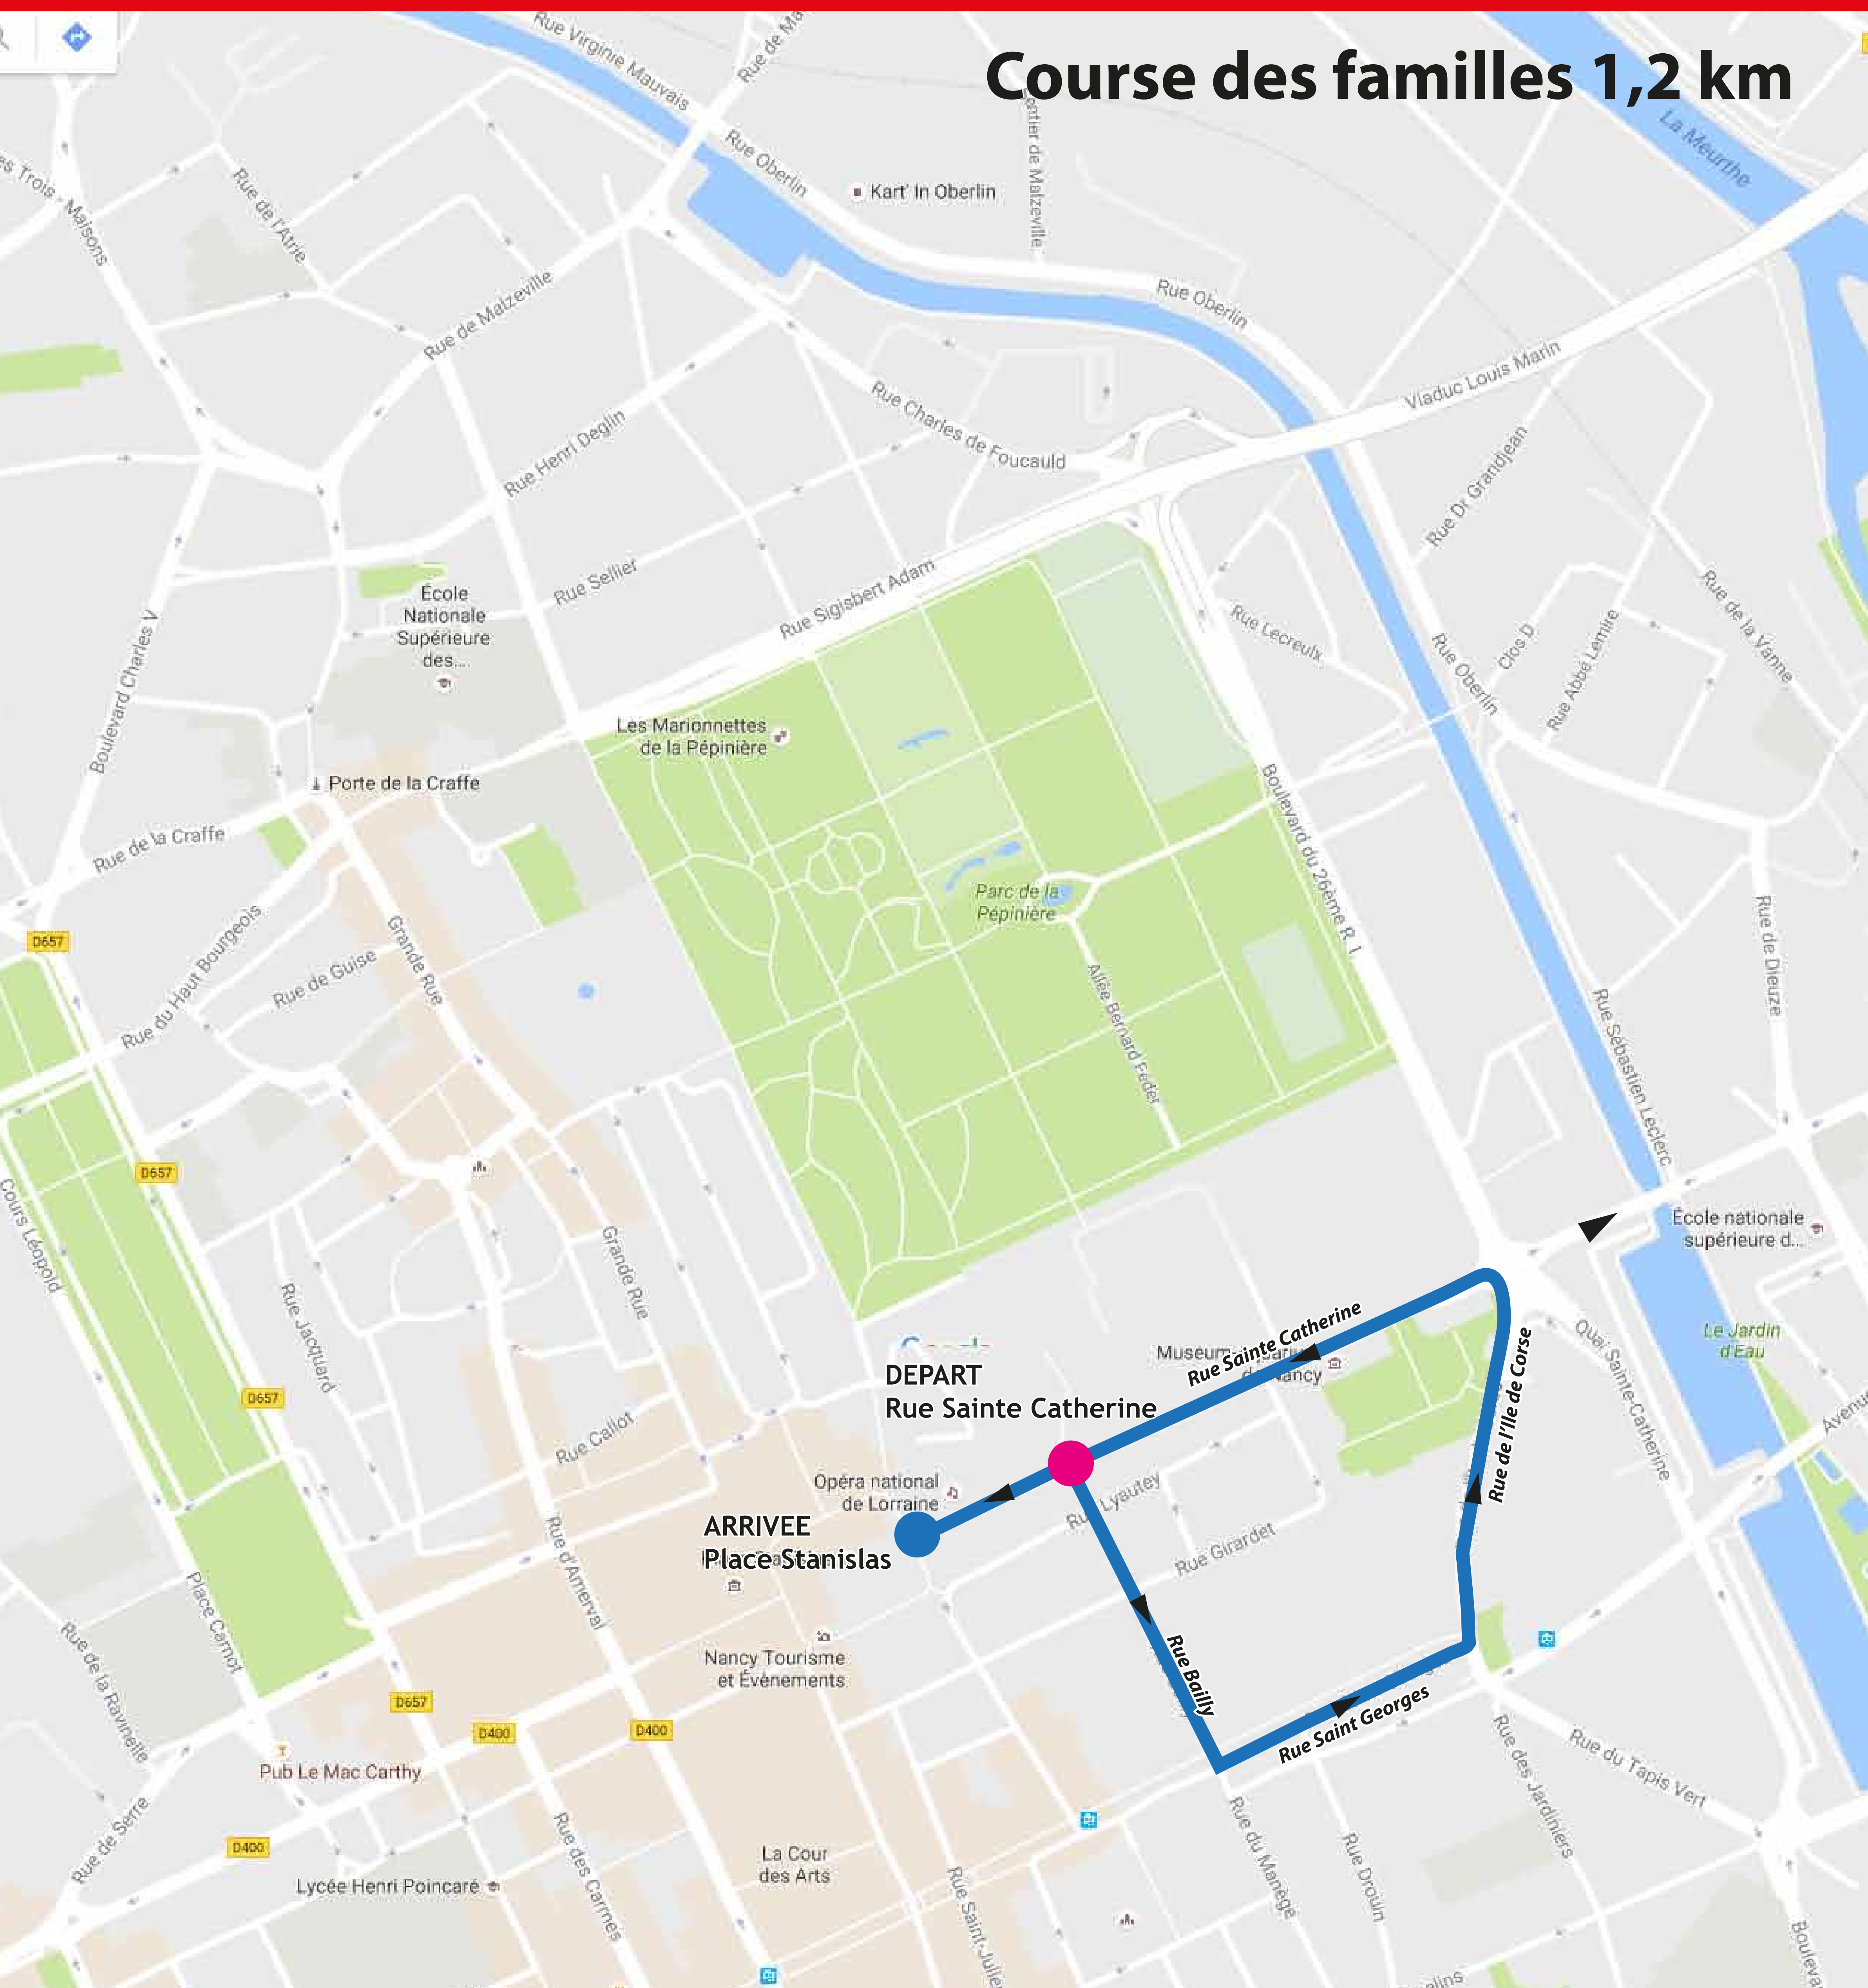 Course des familles 1,2 km
Rue Virginie Mauvais
Rue de Ma
La Meurthe
Rue Oberlin
Sentier de Malzeville
Kart' In Oberlin
es Trois - Maisons
Rue de l'Atrie
Rue de Malzeville
Rue Oberlin
Viaduc Louis Marin
Rue Charles de Foucauld
Rue Henri Deglin
Rue Dr Grandjean
Rue Sellier
Rue Sigisbert Adam
École
Nationale
Supérieure
des...
Rue Lecreulx
Rue Oberlin
Clos D
Rue Abbé Lemire
Rue de la Vanne
Boulevard Charles V
Les Marionnettes
de la Pépinière
Porte de la Craffe
Rue de la Craffe
Boulevard du 26ème R. I
Parc de la
Pépinière
D657
Rue du Haut Bourgeois
Rue de Guise
Grande Rue
Allée Bernard Feder
Rue de Dieuze
Rue Sébastien Leclerc
D657
Cours Léopold
École nationale
supérieure d...
Grande Rue
Rue Jacquard
Rue Sainte Catherine
Le Jardin
d'Eau
Quai Sainte-Catherine
Rue de l'Ile de Corse
DEPART
Rue Sainte Catherine
D657
Rue Callot
Avenue
Opéra national
de Lorraine
Rue Lyautey
ARRIVEE
Place Stanislas
Rue Girardet
Rue d'Amerval
Place Carnot
Rue de la Ravinelle
Nancy Tourisme
et Évènements
Rue Bailly
Rue Saint Georges
D657
D400
D400
Pub Le Mac Carthy
Rue des Jardiniers
Rue du Tapis Vert
Rue de Serre
D400
Rue des Carmes
La Cour
des Arts
Rue du Manège
Rue Drouin
Lycée Henri Poincaré
Rue Saint-Julien
Bouleva